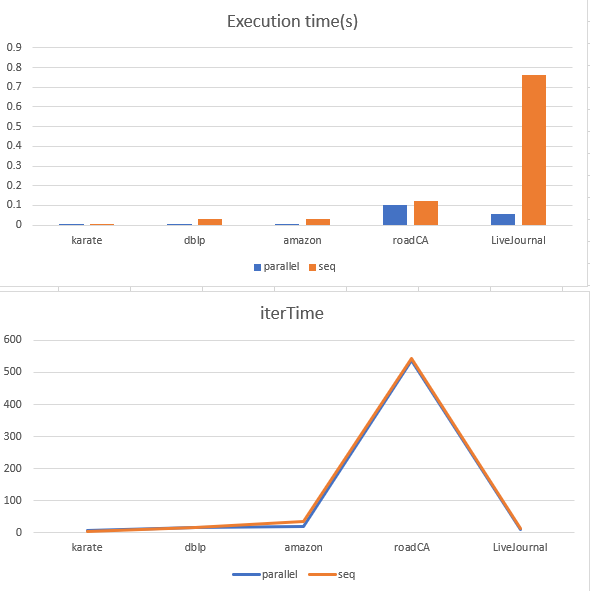 Execution time(s)
0.9
0.8
0.7
0.6
0.5
0.4
0.3
0.2
0.1
0
karate dblp amazon roadCA LiveJournal
parallel seq
iterTime
600
500
400
300
200
100
0
karate dblp amazon roadCA LiveJournal
parallel seq